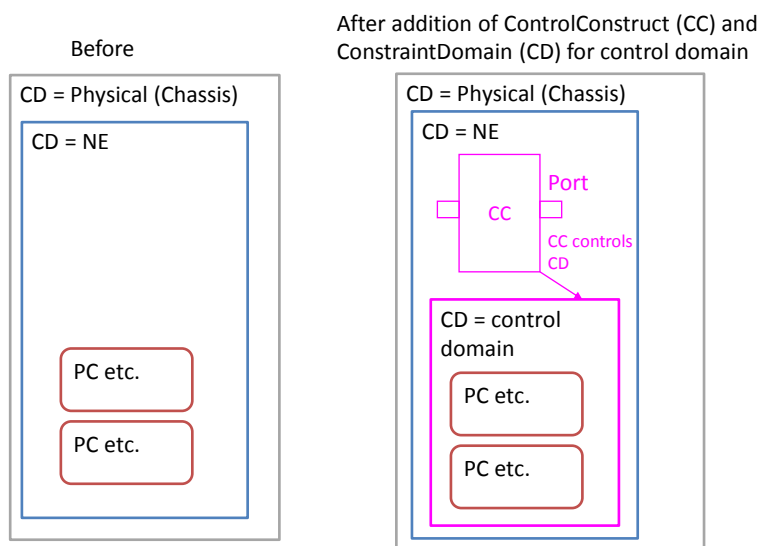 Before
CD = Physical (Chassis)
CD = NE
PC etc.
PC etc.
After addition of ControlConstruct (CC) and
ConstraintDomain (CD) for control domain
CD = Physical (Chassis)
CD = NE
Port
CC
CC controls
CD
CD = control
domain
PC etc.
PC etc.